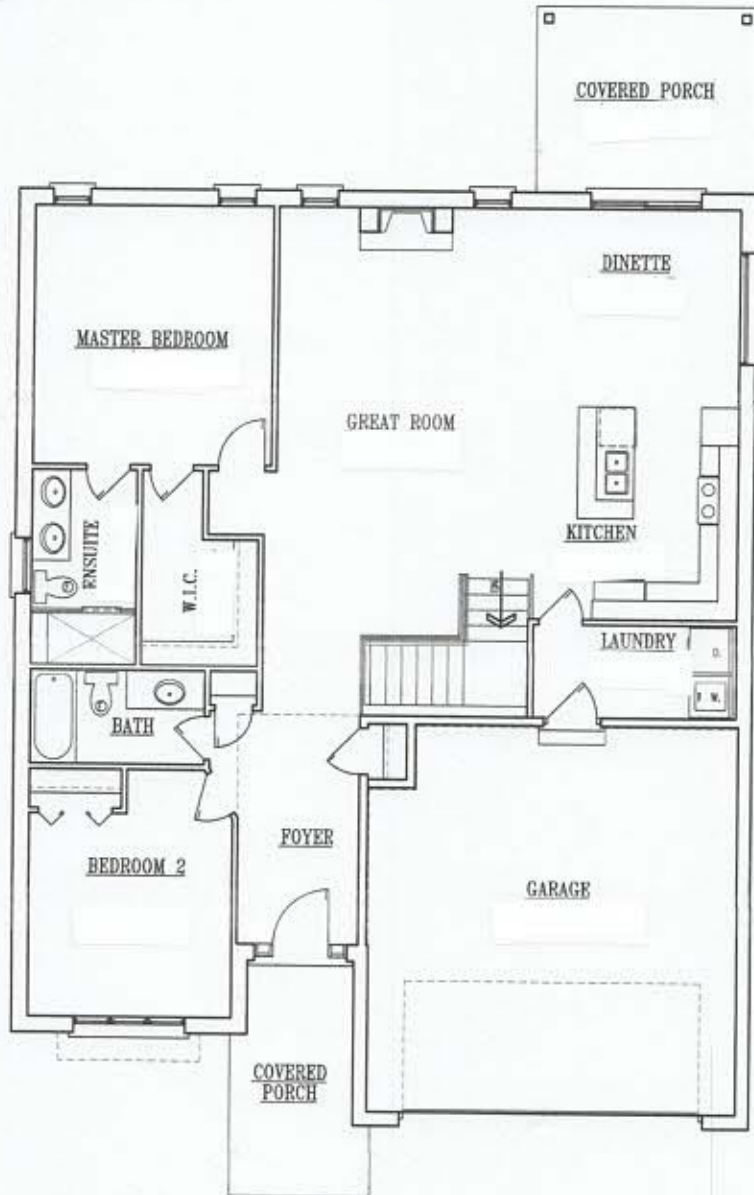 COVERED PORCH
DINETTE
MASTER BEDROOM
GREAT ROOM
KITCHEN
ENSUITE
W.I.C.
LAUNDRY
D.
W.
BATH
FOYER
BEDROOM 2
GARAGE
COVERED
PORCH